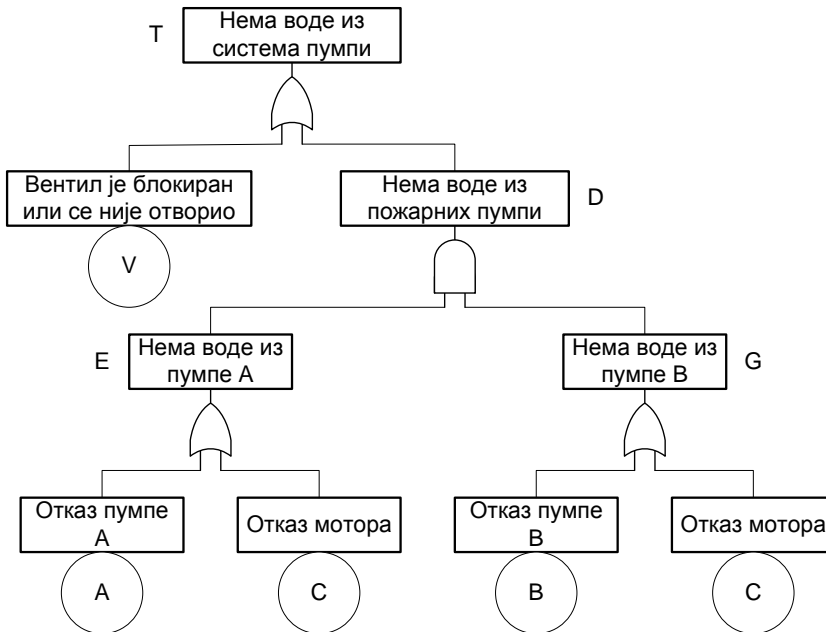 T
Нема воде из
система пумпи
Вентил је блокиран
или се није отворио
Нема воде из
пожарних пумпи
D
V
E
Нема воде из
пумпе А
Нема воде из
пумпе В
G
Отказ пумпе
А
Отказ мотора
Отказ пумпе
В
Отказ мотора
A
C
B
C